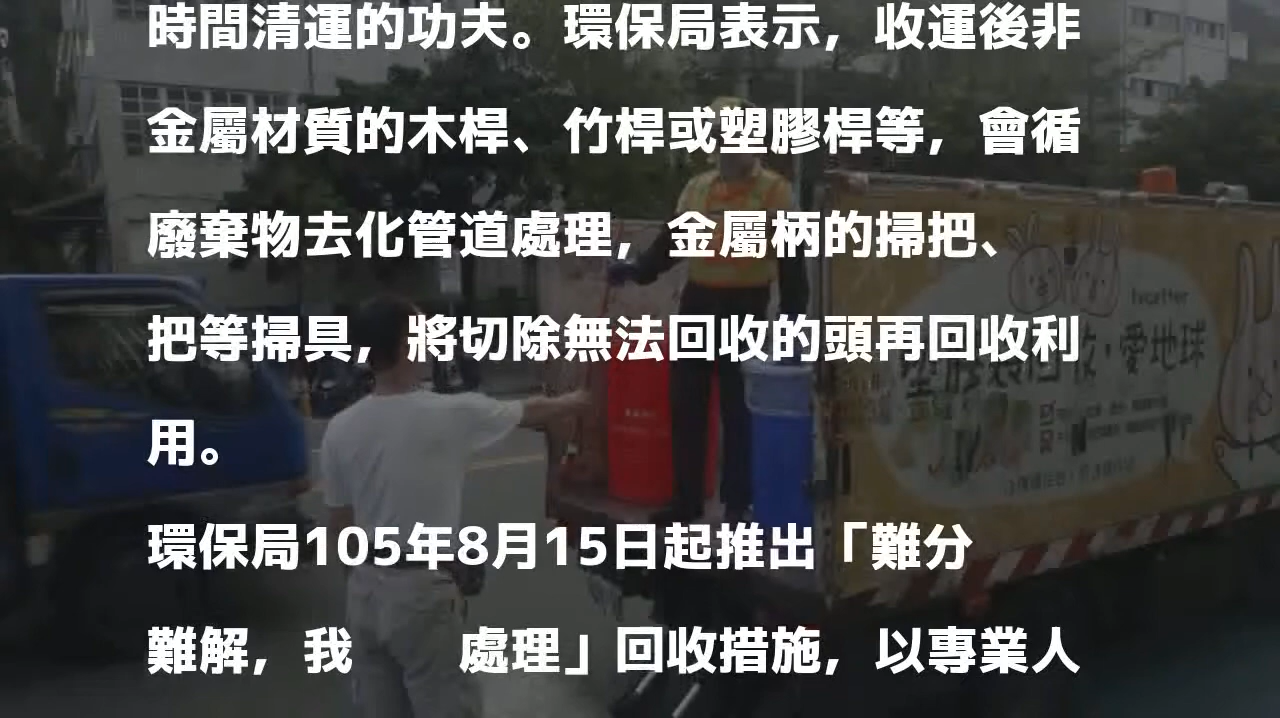 時間清運的功夫。環保局表示，收運後非
金屬材質的木桿、竹桿或塑膠桿等，會循
廢棄物去化管道處理，金屬柄的掃把、
把等掃具，將切除無法回收的頭再回收利
用。
環保局105年8月15日起推出「難分
難解，我　　處理」回收措施，以專業人
愛地球